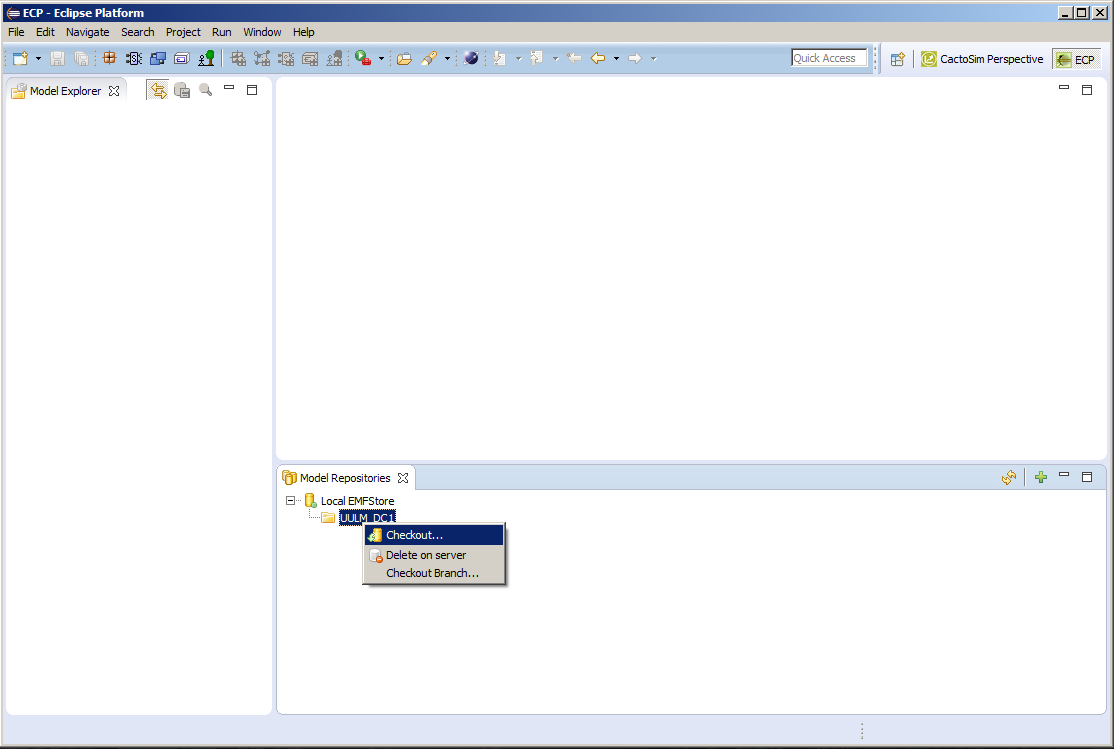 ECP - Eclipse Platform
File Edit Navigate Search Project Run Window Help
Quick Access
CactoSim Perspective
ECP
Model Explorer
Model Repositories
Local EMFStore
UULM_DC1
Checkout...
Delete on server
Checkout Branch...